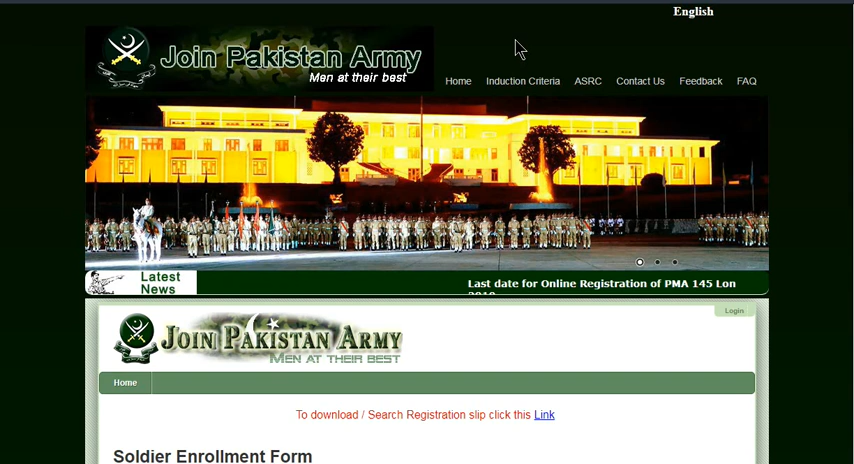 English
Join Pakistan Army
Men at their best
Home Induction Criteria ASRC Contact Us Feedback FAQ
Latest
News
Last date for Online Registration of PMA 145 Lon
2019
Login
JOIN PAKISTAN ARMY
MEN AT THEIR BEST
Home
To download / Search Registration slip click this Link
Soldier Enrollment Form